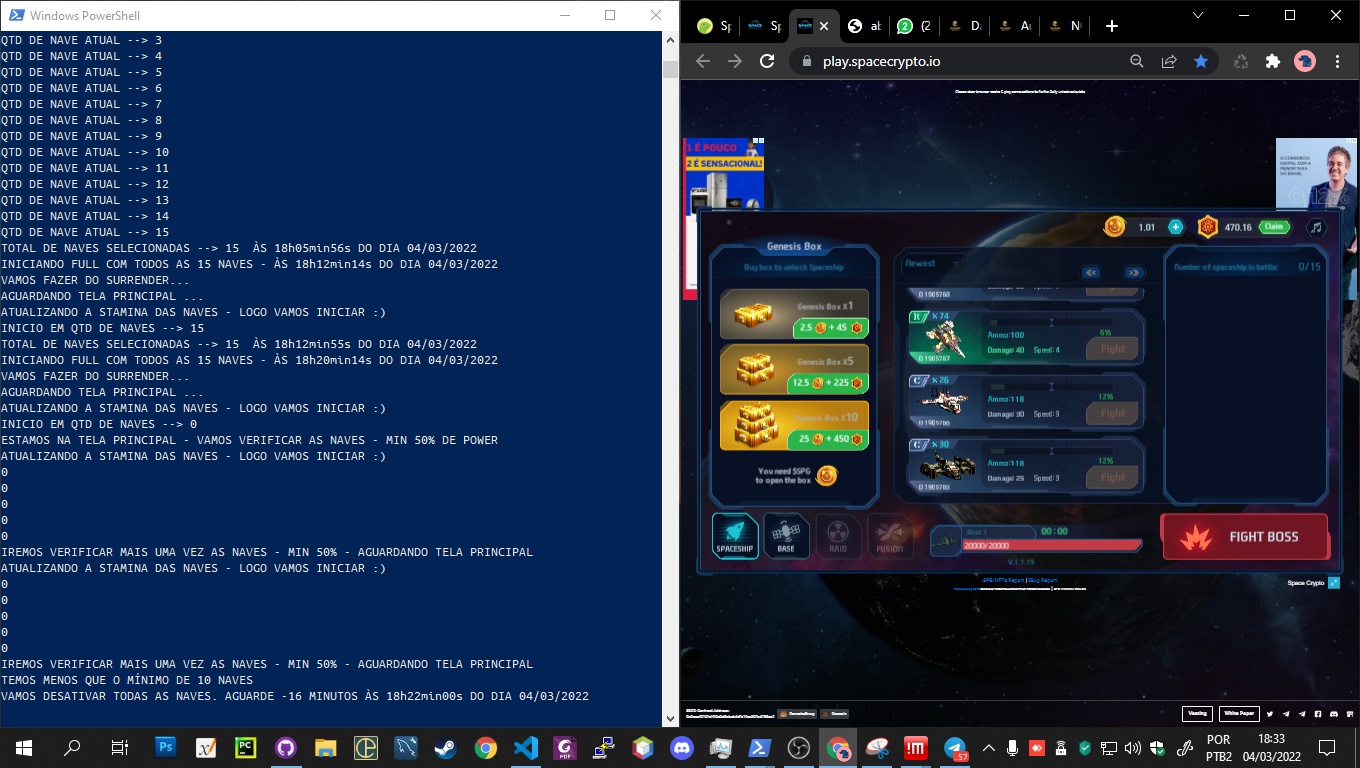 Windows PowerShell
QTD DE NAVE ATUAL --> 3
QTD DE NAVE ATUAL --> 4
QTD DE NAVE ATUAL --> 5
QTD DE NAVE ATUAL --> 6
QTD DE NAVE ATUAL --> 7
QTD DE NAVE ATUAL --> 8
QTD DE NAVE ATUAL --> 9
QTD DE NAVE ATUAL --> 10
QTD DE NAVE ATUAL --> 11
QTD DE NAVE ATUAL --> 12
QTD DE NAVE ATUAL --> 13
QTD DE NAVE ATUAL --> 14
QTD DE NAVE ATUAL --> 15
TOTAL DE NAVES SELECIONADAS --> 15  ÀS 18h05min56s DO DIA 04/03/2022
INICIANDO FULL COM TODOS AS 15 NAVES - ÀS 18h12min14s DO DIA 04/03/2022
VAMOS FAZER DO SURRENDER...
AGUARDANDO TELA PRINCIPAL ...
ATUALIZANDO A STAMINA DAS NAVES - LOGO VAMOS INICIAR :)
INICIO EM QTD DE NAVES --> 15
TOTAL DE NAVES SELECIONADAS --> 15  ÀS 18h12min55s DO DIA 04/03/2022
INICIANDO FULL COM TODOS AS 15 NAVES - ÀS 18h20min14s DO DIA 04/03/2022
VAMOS FAZER DO SURRENDER...
AGUARDANDO TELA PRINCIPAL ...
ATUALIZANDO A STAMINA DAS NAVES - LOGO VAMOS INICIAR :)
INICIO EM QTD DE NAVES --> 0
ESTAMOS NA TELA PRINCIPAL - VAMOS VERIFICAR AS NAVES - MIN 50% DE POWER
ATUALIZANDO A STAMINA DAS NAVES - LOGO VAMOS INICIAR :)
0
0
0
0
0
IREMOS VERIFICAR MAIS UMA VEZ AS NAVES - MIN 50% - AGUARDANDO TELA PRINCIPAL
ATUALIZANDO A STAMINA DAS NAVES - LOGO VAMOS INICIAR :)
0
0
0
0
0
IREMOS VERIFICAR MAIS UMA VEZ AS NAVES - MIN 50% - AGUARDANDO TELA PRINCIPAL
TEMOS MENOS QUE O MÍNIMO DE 10 NAVES
VAMOS DESATIVAR TODAS AS NAVES. AGUARDE -16 MINUTOS ÀS 18h22min00s DO DIA 04/03/2022
play.spacecrypto.io
1 É POUCO
2 É SENSACIONAL!
1.01
470.16
Claim
Genesis Box
Buy box to unlock Spaceship
Genesis Box X1
2.5 + 45
Genesis Box X5
12.5 + 225
Genesis Box X10
25 + 450
You need $SPG
to open the box
Newest
R 74
Ammo:100
Damage: 40 Speed: 4
6%
Fight
C 26
Ammo:118
Damage: 30 Speed: 3
12%
Fight
C 30
Ammo:118
Damage: 25 Speed: 3
12%
Fight
Number of spaceship in battle: 0/15
SPACESHIP
BASE
RAID
FUSION
Boss 1
00:00
20000/20000
V.1.1.19
FIGHT BOSS
Space Crypto
Vesting
White Paper
POR
PTB2
18:33
04/03/2022